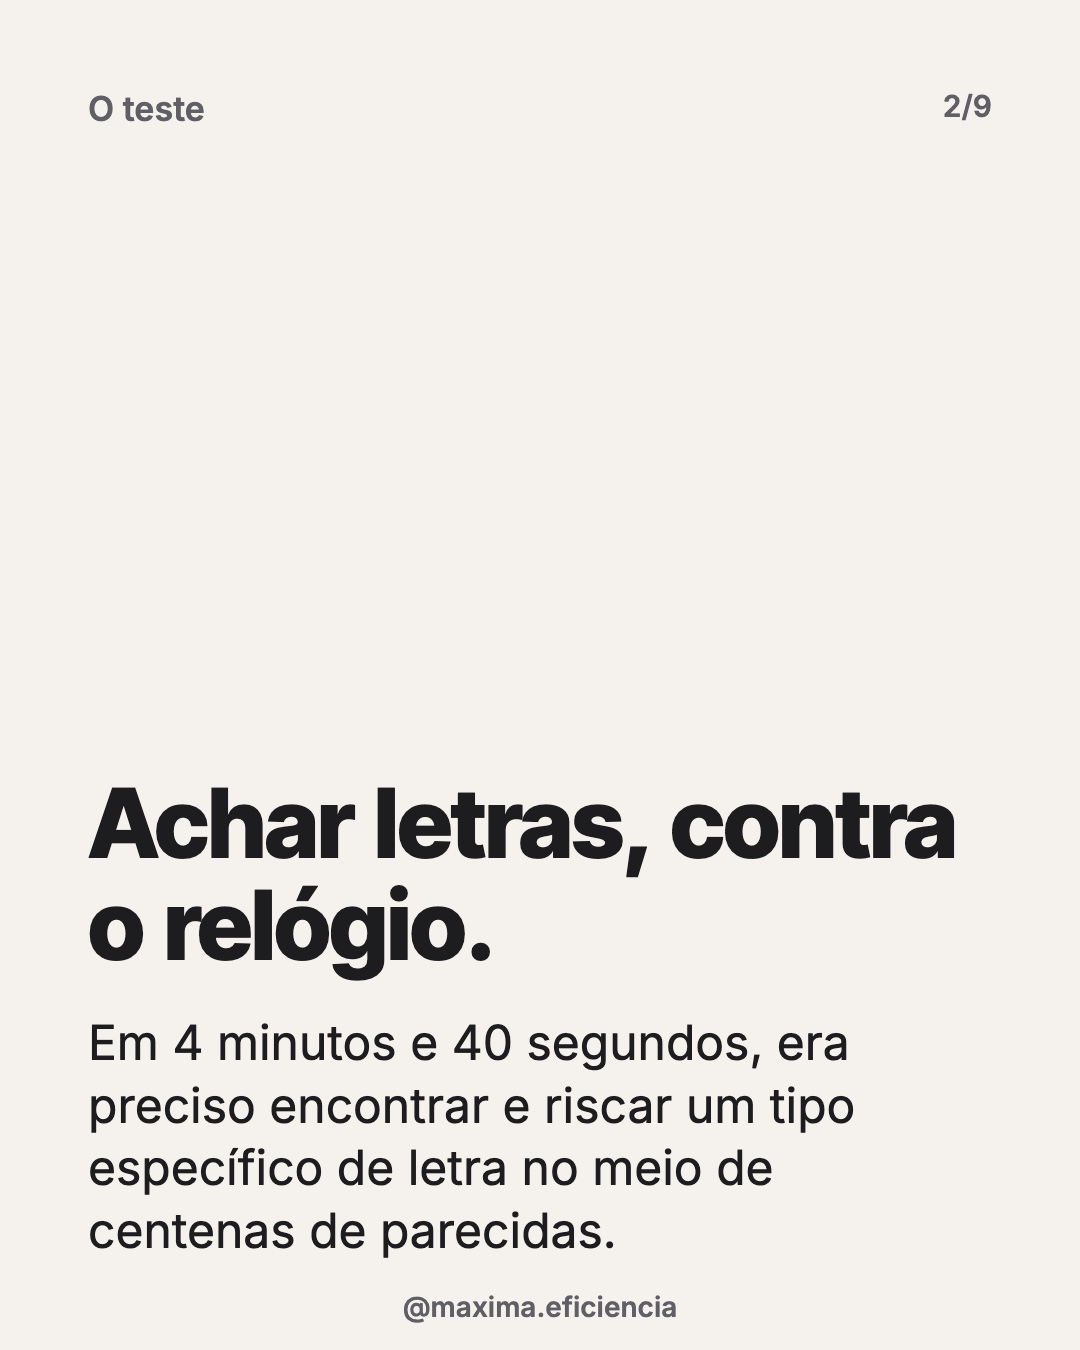 O teste
2/9
Achar letras, contra
o relógio.
Em 4 minutos e 40 segundos, era
preciso encontrar e riscar um tipo
específico de letra no meio de
centenas de parecidas.
@maxima.eficiencia